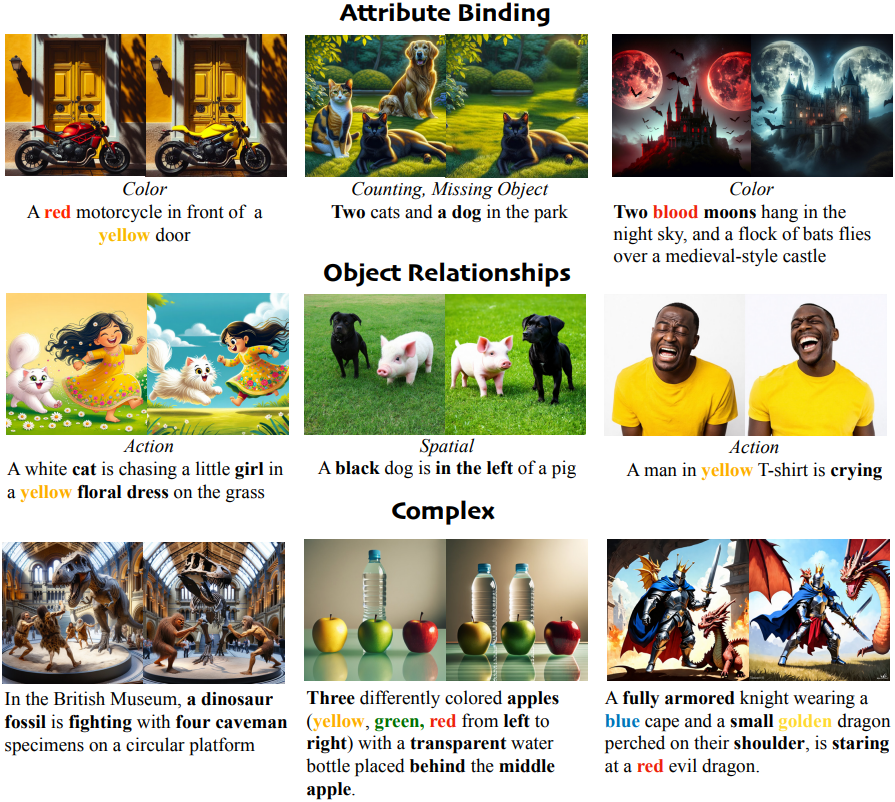 Attribute Binding
Color
A red motorcycle in front of a
yellow door
Counting, Missing Object
Two cats and a dog in the park
Color
Two blood moons hang in the
night sky, and a flock of bats flies
over a medieval-style castle
Object Relationships
Action
A white cat is chasing a little girl in
a yellow floral dress on the grass
Spatial
A black dog is in the left of a pig
Action
A man in yellow T-shirt is crying
Complex
In the British Museum, a dinosaur
fossil is fighting with four caveman
specimens on a circular platform
Three differently colored apples
(yellow, green, red from left to
right) with a transparent water
bottle placed behind the middle
apple.
A fully armored knight wearing a
blue cape and a small golden dragon
perched on their shoulder, is staring
at a red evil dragon.